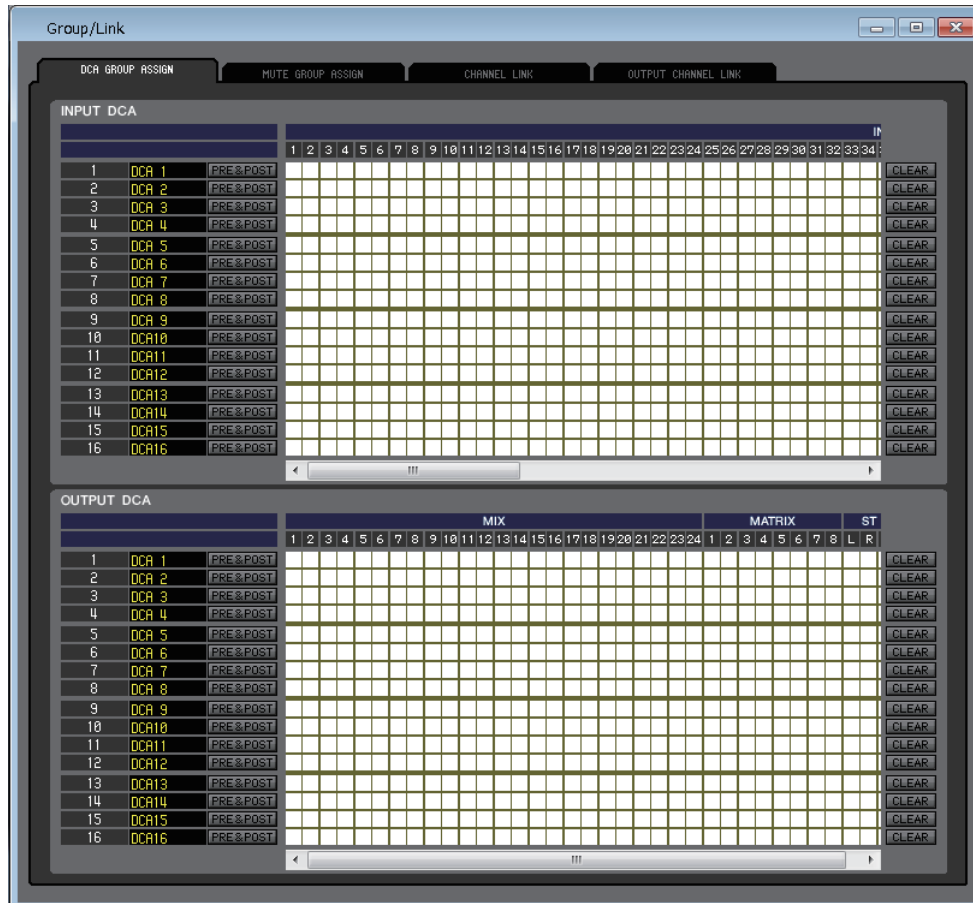 Group/Link
DCA GROUP ASSIGN MUTE GROUP ASSIGN CHANNEL LINK OUTPUT CHANNEL LINK
INPUT DCA
1 2 3 4 5 6 7 8 9 10 11 12 13 14 15 16 17 18 19 20 21 22 23 24 25 26 27 28 29 30 31 32 33 34
1 DCA 1 PRE&POST CLEAR
2 DCA 2 PRE&POST CLEAR
3 DCA 3 PRE&POST CLEAR
4 DCA 4 PRE&POST CLEAR
5 DCA 5 PRE&POST CLEAR
6 DCA 6 PRE&POST CLEAR
7 DCA 7 PRE&POST CLEAR
8 DCA 8 PRE&POST CLEAR
9 DCA 9 PRE&POST CLEAR
10 DCA10 PRE&POST CLEAR
11 DCA11 PRE&POST CLEAR
12 DCA12 PRE&POST CLEAR
13 DCA13 PRE&POST CLEAR
14 DCA14 PRE&POST CLEAR
15 DCA15 PRE&POST CLEAR
16 DCA16 PRE&POST CLEAR
OUTPUT DCA
MIX MATRIX ST
1 2 3 4 5 6 7 8 9 10 11 12 13 14 15 16 17 18 19 20 21 22 23 24 1 2 3 4 5 6 7 8 L R
1 DCA 1 PRE&POST CLEAR
2 DCA 2 PRE&POST CLEAR
3 DCA 3 PRE&POST CLEAR
4 DCA 4 PRE&POST CLEAR
5 DCA 5 PRE&POST CLEAR
6 DCA 6 PRE&POST CLEAR
7 DCA 7 PRE&POST CLEAR
8 DCA 8 PRE&POST CLEAR
9 DCA 9 PRE&POST CLEAR
10 DCA10 PRE&POST CLEAR
11 DCA11 PRE&POST CLEAR
12 DCA12 PRE&POST CLEAR
13 DCA13 PRE&POST CLEAR
14 DCA14 PRE&POST CLEAR
15 DCA15 PRE&POST CLEAR
16 DCA16 PRE&POST CLEAR